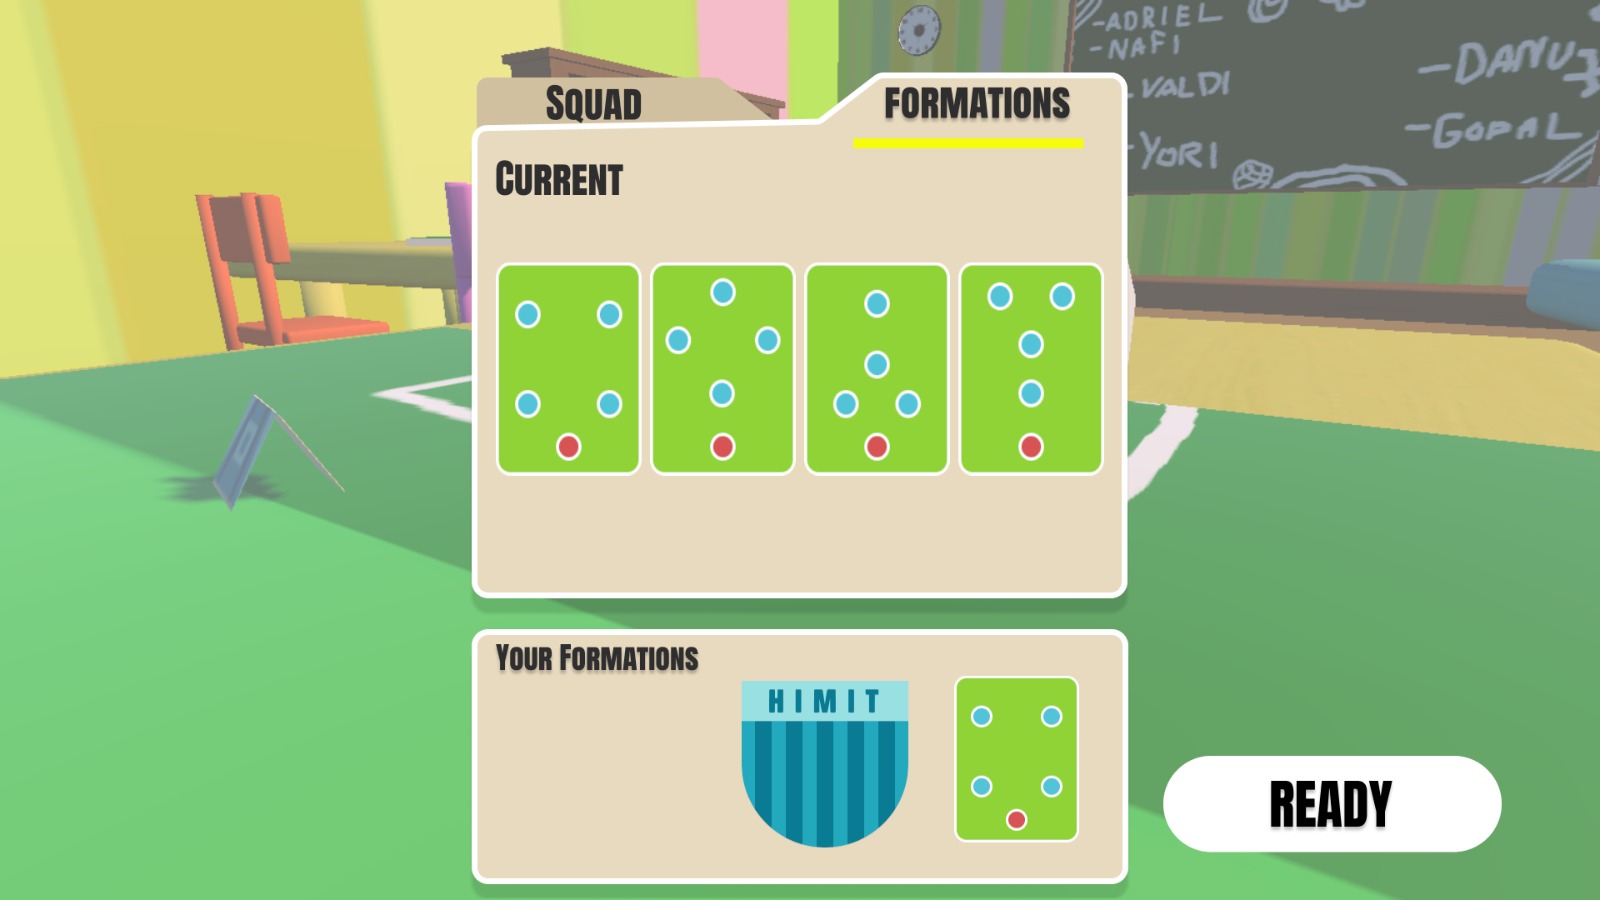 -ADRIEL
-NAFI
-VALDI
-YORI
-DANU
-GOPAL
SQUAD
FORMATIONS
CURRENT
YOUR FORMATIONS
HIMIT
READY